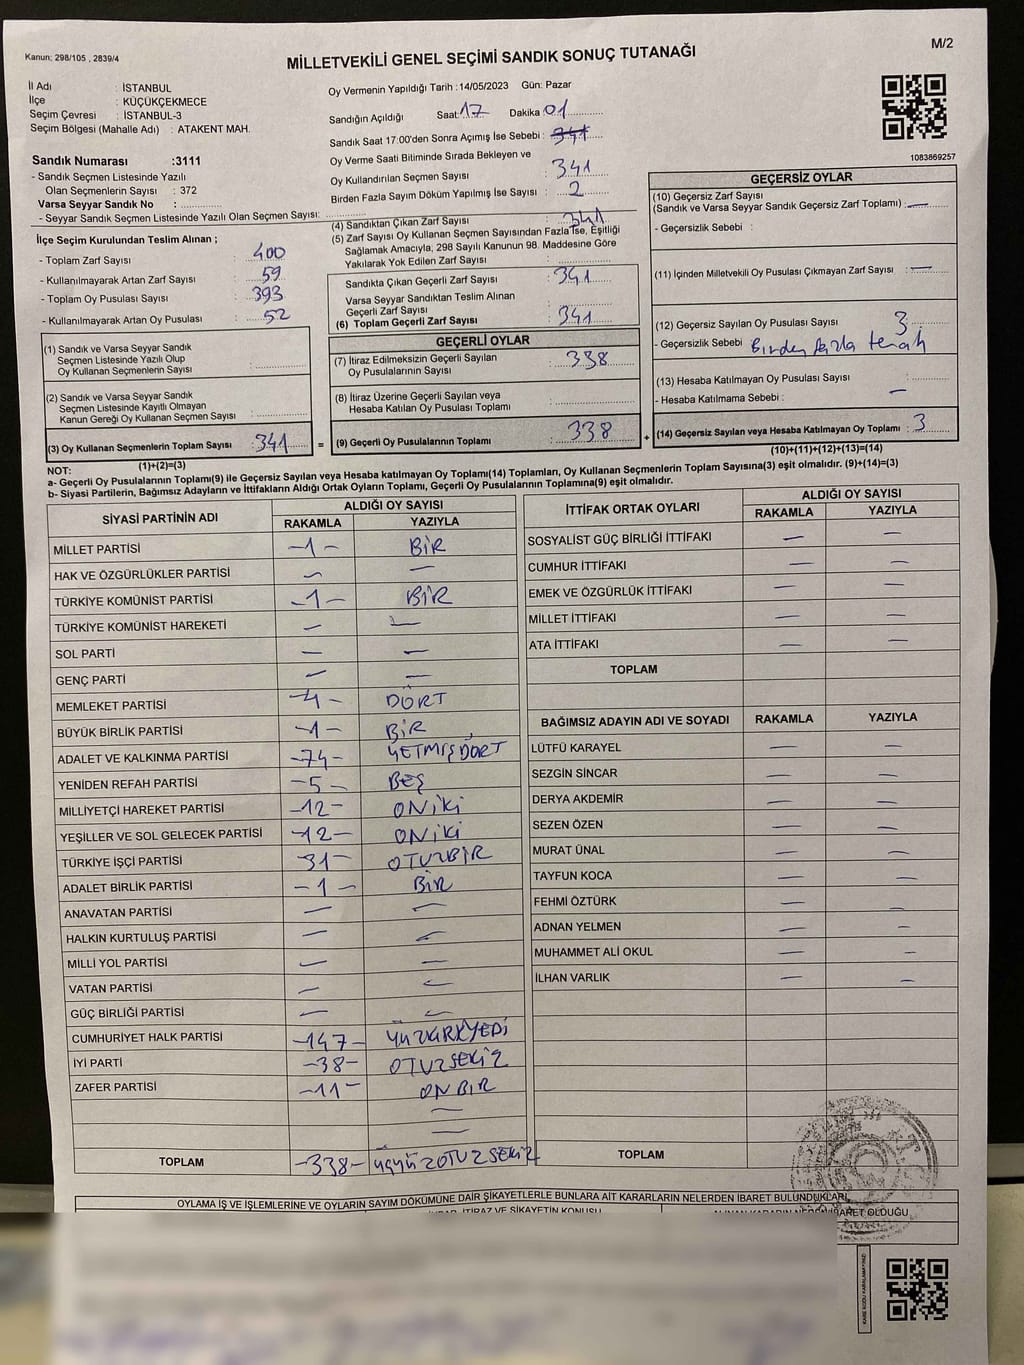 Kanun: 298/105 , 2839/4
MİLLETVEKİLİ GENEL SEÇİMİ SANDIK SONUÇ TUTANAĞI
M/2
İl Adı : İSTANBUL
İlçe : KÜÇÜKÇEKMECE
Seçim Çevresi : İSTANBUL-3
Seçim Bölgesi (Mahalle Adı) : ATAKENT MAH.
Sandık Numarası :3111
- Sandık Seçmen Listesinde Yazılı
Olan Seçmenlerin Sayısı : 372
Varsa Seyyar Sandık No :
- Seyyar Sandık Seçmen Listesinde Yazılı Olan Seçmen Sayısı:
Oy Vermenin Yapıldığı Tarih :14/05/2023 Gün: Pazar
Sandığın Açıldığı Saat: 17 Dakika 01
Sandık Saat 17:00'den Sonra Açımış İse Sebebi : 341
Oy Verme Saati Bitiminde Sırada Bekleyen ve
Oy Kullandırılan Seçmen Sayısı : 341
Birden Fazla Sayım Döküm Yapılmış İse Sayısı : 2
1083869257
İlçe Seçim Kurulundan Teslim Alınan ;
- Toplam Zarf Sayısı : 400
- Kullanılmayarak Artan Zarf Sayısı : 59
- Toplam Oy Pusulası Sayısı : 393
- Kullanılmayarak Artan Oy Pusulası : 52
(4) Sandıktan Çıkan Zarf Sayısı : 341
(5) Zarf Sayısı Oy Kullanan Seçmen Sayısından Fazla İse, Eşitliği
Sağlamak Amacıyla, 298 Sayılı Kanunun 98. Maddesine Göre
Yakılarak Yok Edilen Zarf Sayısı :
Sandıkta Çıkan Geçerli Zarf Sayısı : 341
Varsa Seyyar Sandıktan Teslim Alınan
Geçerli Zarf Sayısı :
(6) Toplam Geçerli Zarf Sayısı : 341
GEÇERSİZ OYLAR
(10) Geçersiz Zarf Sayısı
(Sandık ve Varsa Seyyar Sandık Geçersiz Zarf Toplamı) : —
- Geçersizlik Sebebi :
(11) İçinden Milletvekili Oy Pusulası Çıkmayan Zarf Sayısı : —
(12) Geçersiz Sayılan Oy Pusulası Sayısı : 3
- Geçersizlik Sebebi : Birden fazla
(13) Hesaba Katılmayan Oy Pusulası Sayısı :
- Hesaba Katılmama Sebebi : —
(14) Geçersiz Sayılan veya Hesaba Katılmayan Oy Toplamı : 3
(10)+(11)+(12)+(13)=(14)
(1) Sandık ve Varsa Seyyar Sandık
Seçmen Listesinde Yazılı Olup
Oy Kullanan Seçmenlerin Sayısı :
(2) Sandık ve Varsa Seyyar Sandık
Seçmen Listesinde Kayıtlı Olmayan
Kanun Gereği Oy Kullanan Seçmen Sayısı :
(3) Oy Kullanan Seçmenlerin Toplam Sayısı : 341 =
(1)+(2)=(3)
GEÇERLİ OYLAR
(7) İtiraz Edilmeksizin Geçerli Sayılan
Oy Pusulalarının Sayısı : 338
(8) İtiraz Üzerine Geçerli Sayılan veya
Hesaba Katılan Oy Pusulası Toplamı :
(9) Geçerli Oy Pusulalarının Toplamı : 338 +
NOT:
a- Geçerli Oy Pusulalarının Toplamı(9) ile Geçersiz Sayılan veya Hesaba katılmayan Oy Toplamı(14) Toplamları, Oy Kullanan Seçmenlerin Toplam Sayısına(3) eşit olmalıdır. (9)+(14)=(3)
b- Siyasi Partilerin, Bağımsız Adayların ve İttifakların Aldığı Ortak Oyların Toplamı, Geçerli Oy Pusulalarının Toplamına(9) eşit olmalıdır.
SİYASİ PARTİNİN ADI ALDIĞI OY SAYISI
RAKAMLA YAZIYLA
MİLLET PARTİSİ -1- BİR
HAK VE ÖZGÜRLÜKLER PARTİSİ — —
TÜRKİYE KOMÜNİST PARTİSİ -1- BİR
TÜRKİYE KOMÜNİST HAREKETİ — —
SOL PARTİ — —
GENÇ PARTİ — —
MEMLEKET PARTİSİ -4- DÖRT
BÜYÜK BİRLİK PARTİSİ -1- BİR
ADALET VE KALKINMA PARTİSİ -74- YETMİŞDÖRT
YENİDEN REFAH PARTİSİ -5- BEŞ
MİLLİYETÇİ HAREKET PARTİSİ -12- ONİKİ
YEŞİLLER VE SOL GELECEK PARTİSİ -12- ONİKİ
TÜRKİYE İŞÇİ PARTİSİ -31- OTUZBİR
ADALET BİRLİK PARTİSİ -1- BİR
ANAVATAN PARTİSİ — —
HALKIN KURTULUŞ PARTİSİ — —
MİLLİ YOL PARTİSİ — —
VATAN PARTİSİ — —
GÜÇ BİRLİĞİ PARTİSİ — —
CUMHURİYET HALK PARTİSİ -147- YÜZKIRKYEDİ
İYİ PARTİ -38- OTUZSEKİZ
ZAFER PARTİSİ -11- ONBİR
—
—
TOPLAM -338- ÜÇYÜZOTUZSEKİZ
İTTİFAK ORTAK OYLARI ALDIĞI OY SAYISI
RAKAMLA YAZIYLA
SOSYALİST GÜÇ BİRLİĞİ İTTİFAKI — —
CUMHUR İTTİFAKI — —
EMEK VE ÖZGÜRLÜK İTTİFAKI — —
MİLLET İTTİFAKI — —
ATA İTTİFAKI — —
TOPLAM
BAĞIMSIZ ADAYIN ADI VE SOYADI RAKAMLA YAZIYLA
LÜTFÜ KARAYEL — —
SEZGİN SİNCAR — —
DERYA AKDEMİR — —
SEZEN ÖZEN — —
MURAT ÜNAL — —
TAYFUN KOCA — —
FEHMİ ÖZTÜRK — —
ADNAN YELMEN — —
MUHAMMET ALİ OKUL — —
İLHAN VARLIK — —
TOPLAM
OYLAMA İŞ VE İŞLEMLERİNE VE OYLARIN SAYIM DÖKÜMÜNE DAİR ŞİKAYETLERLE BUNLARA AİT KARARLARIN NELERDEN İBARET BULUNDUKLARI
İTİRAZ VE ŞİKAYETİN KONUSU
OLDUĞU
KARE KODU KARALAMAYINIZ